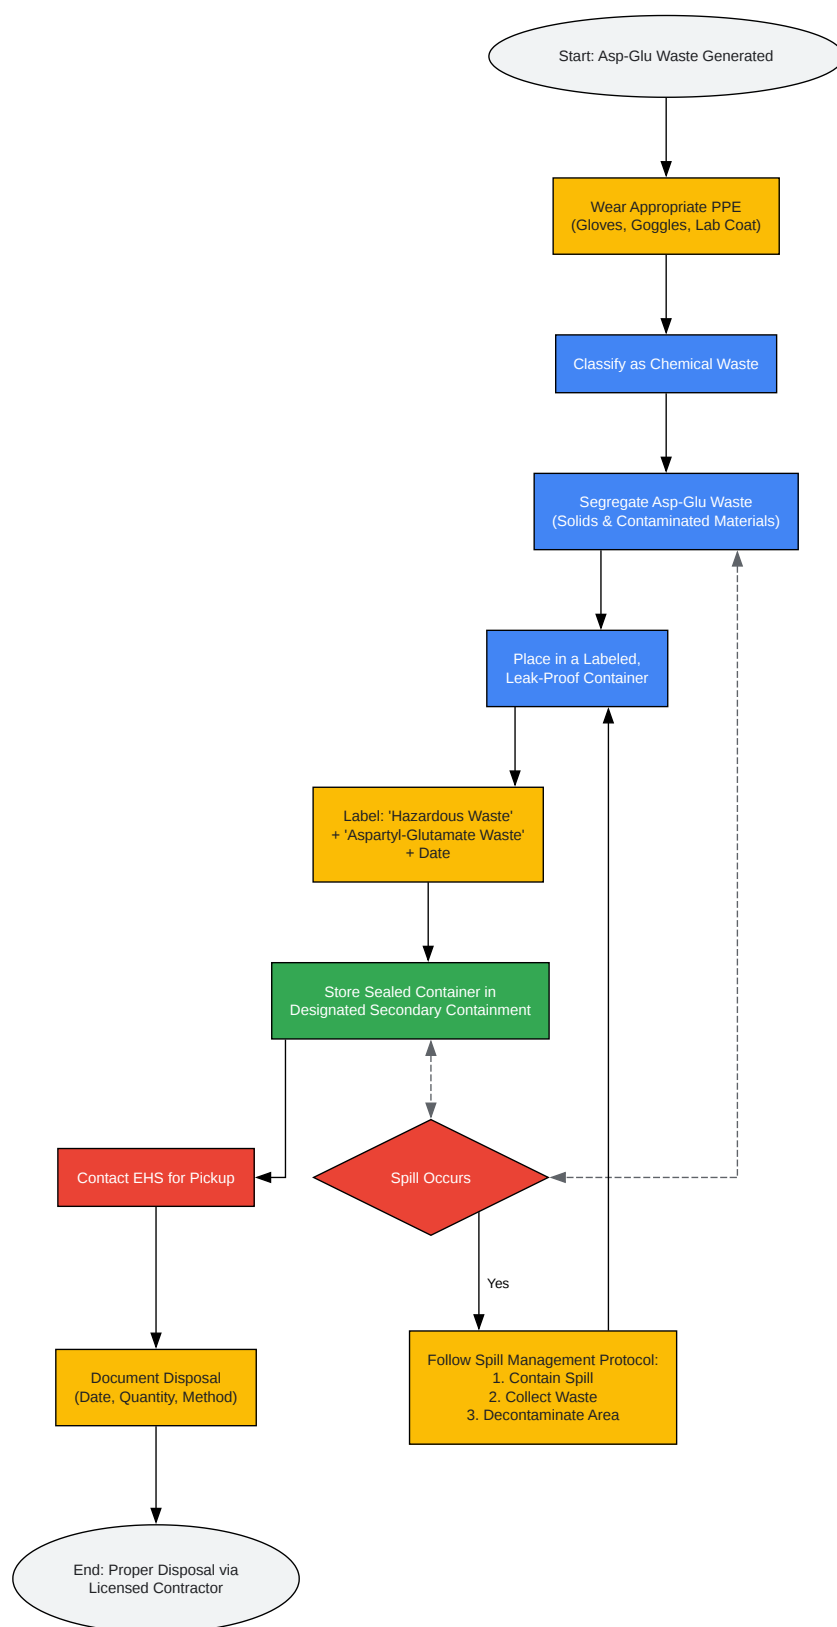 Start: Asp-Glu Waste Generated
Wear Appropriate PPE
(Gloves, Goggles, Lab Coat)
Classify as Chemical Waste
Segregate Asp-Glu Waste
(Solids & Contaminated Materials)
Place in a Labeled,
Leak-Proof Container
Label: 'Hazardous Waste'
+ 'Aspartyl-Glutamate Waste'
+ Date
Store Sealed Container in
Designated Secondary Containment
Contact EHS for Pickup
Spill Occurs
Yes
Document Disposal
(Date, Quantity, Method)
Follow Spill Management Protocol:
1. Contain Spill
2. Collect Waste
3. Decontaminate Area
End: Proper Disposal via
Licensed Contractor